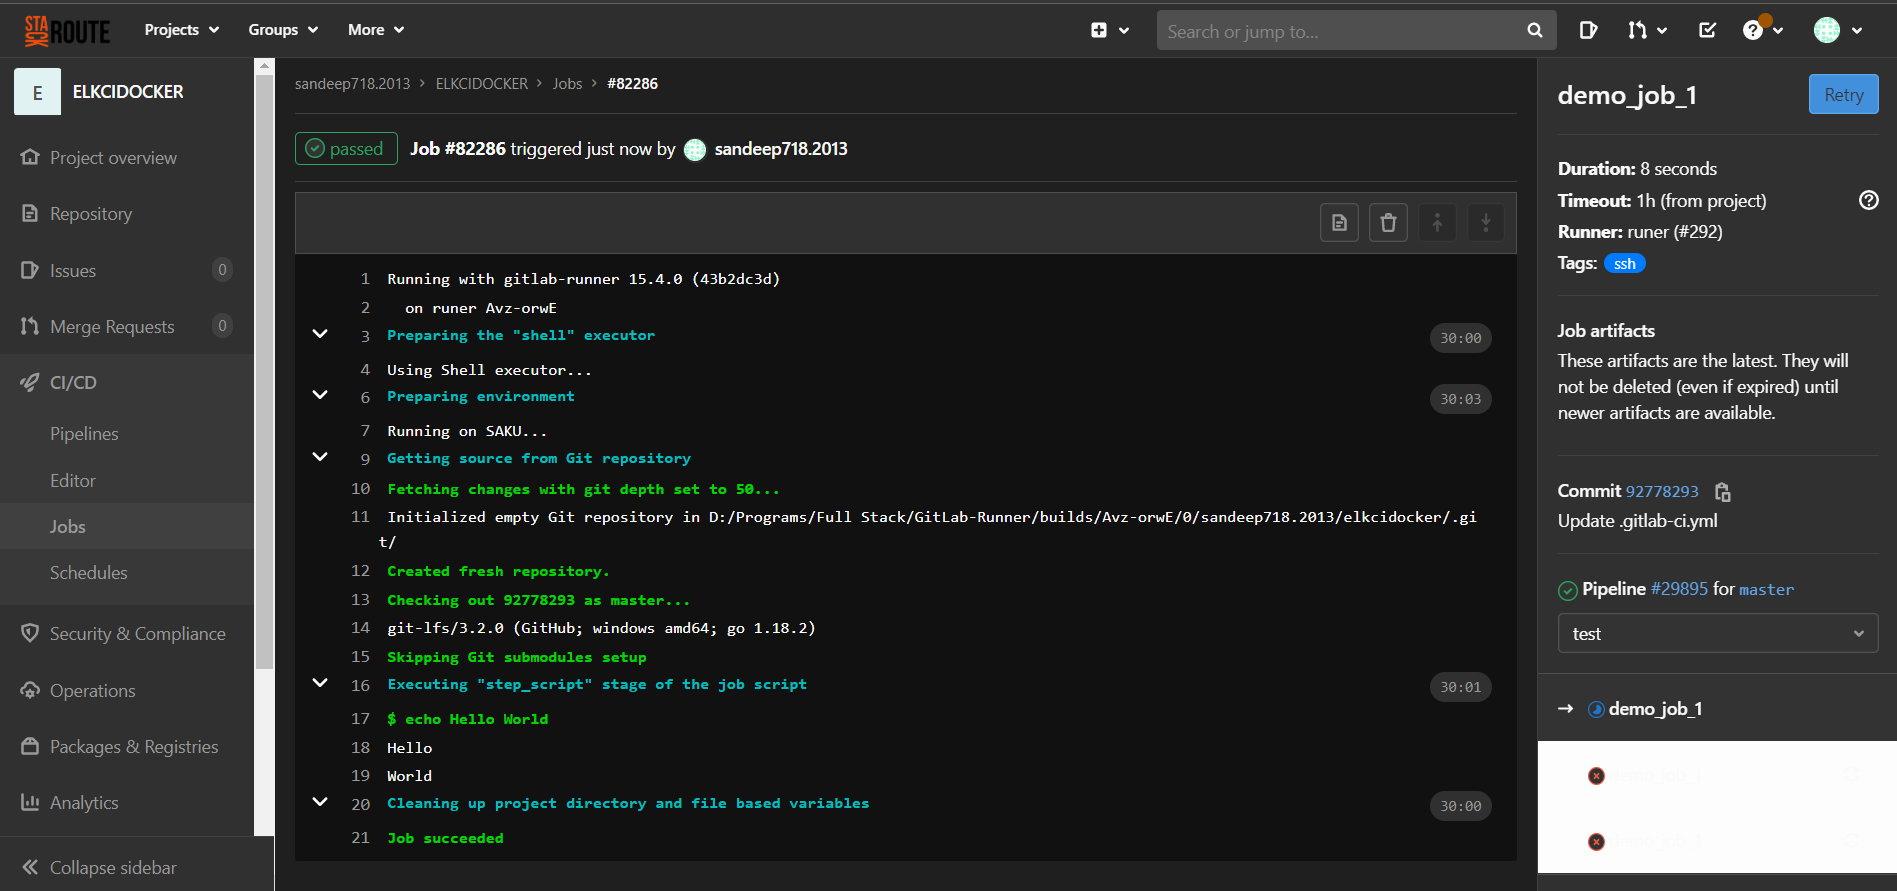 STACKROUTE
Projects
Groups
More
Search or jump to...
E
ELKCIDOCKER
Project overview
Repository
Issues 0
Merge Requests 0
CI/CD
Pipelines
Editor
Jobs
Schedules
Security & Compliance
Operations
Packages & Registries
Analytics
Collapse sidebar
sandeep718.2013 > ELKCIDOCKER > Jobs > #82286
passed Job #82286 triggered just now by sandeep718.2013
1 Running with gitlab-runner 15.4.0 (43b2dc3d)
2 on runer Avz-orwE
3 Preparing the "shell" executor 30:00
4 Using Shell executor...
6 Preparing environment 30:03
7 Running on SAKU...
9 Getting source from Git repository
10 Fetching changes with git depth set to 50...
11 Initialized empty Git repository in D:/Programs/Full Stack/GitLab-Runner/builds/Avz-orwE/0/sandeep718.2013/elkcidocker/.gi
t/
12 Created fresh repository.
13 Checking out 92778293 as master...
14 git-lfs/3.2.0 (GitHub; windows amd64; go 1.18.2)
15 Skipping Git submodules setup
16 Executing "step_script" stage of the job script 30:01
17 $ echo Hello World
18 Hello
19 World
20 Cleaning up project directory and file based variables 30:00
21 Job succeeded
demo_job_1
Retry
Duration: 8 seconds
Timeout: 1h (from project)
Runner: runer (#292)
Tags: ssh
Job artifacts
These artifacts are the latest. They will
not be deleted (even if expired) until
newer artifacts are available.
Commit 92778293
Update .gitlab-ci.yml
Pipeline #29895 for master
test
demo_job_1